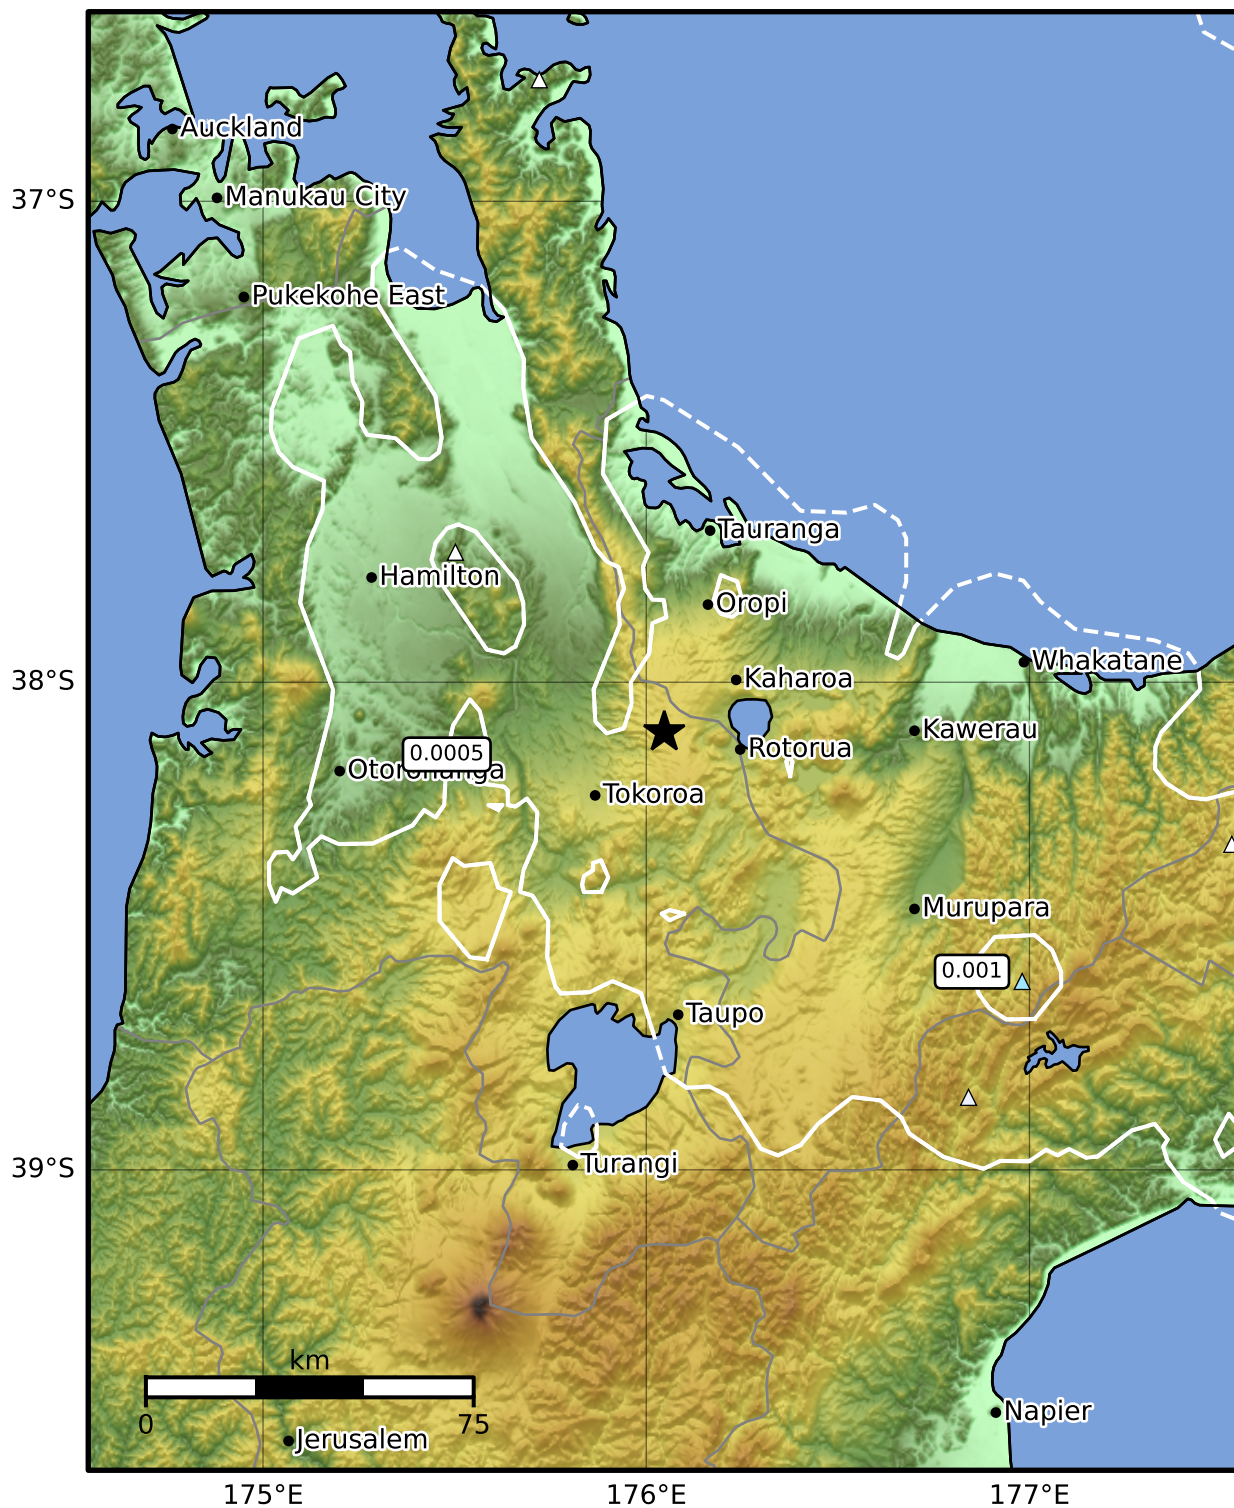 Auckland
37°S
Manukau City
Pukekohe East
Tauranga
Hamilton
Oropi
Whakatane
38°S
Kaharoa
Kawerau
Rotorua
0.0005
Tokoroa
Murupara
0.001
Taupo
39°S
Turangi
km
0
75
Napier
Jerusalem
175°E
176°E
177°E